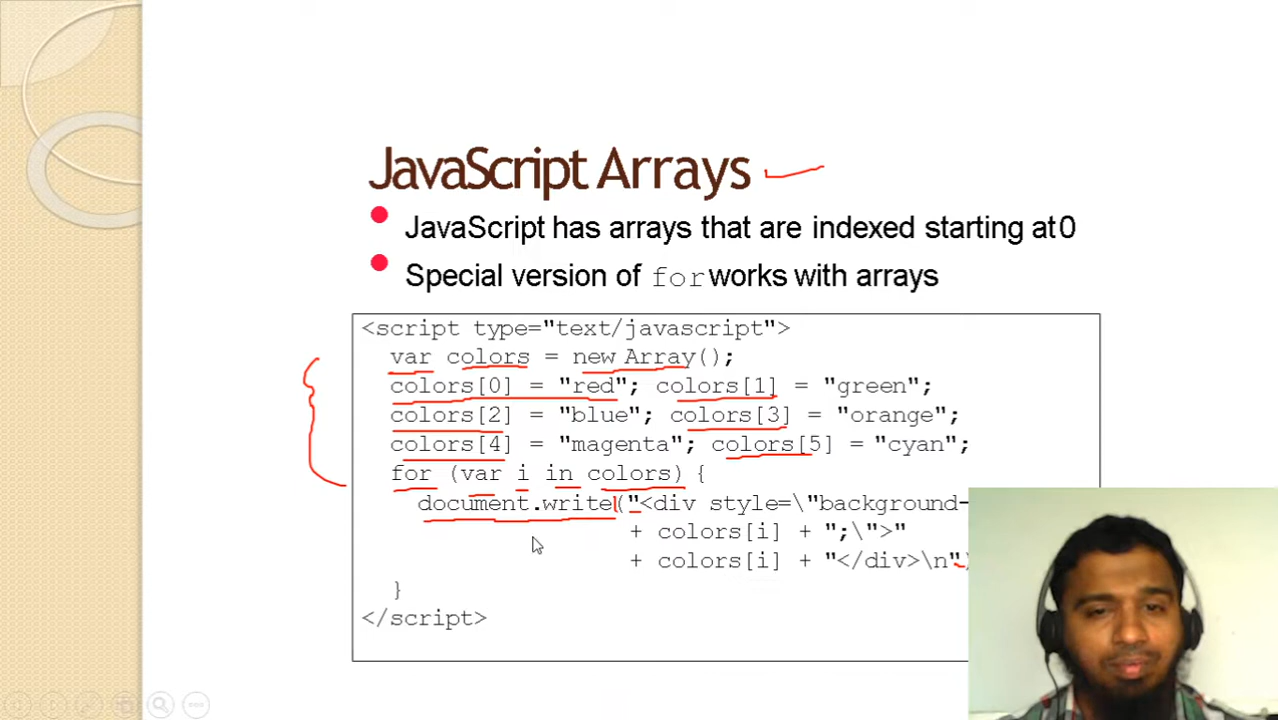 JavaScript Arrays
JavaScript has arrays that are indexed starting at 0
Special version of for works with arrays
<script type="text/javascript">
var colors = new Array();
colors[0] = "red"; colors[1] = "green";
colors[2] = "blue"; colors[3] = "orange";
colors[4] = "magenta"; colors[5] = "cyan";
for (var i in colors) {
document.write("<div style=\"background-
+ colors[i] + ";\">"
+ colors[i] + "</div>\n")
}
</script>